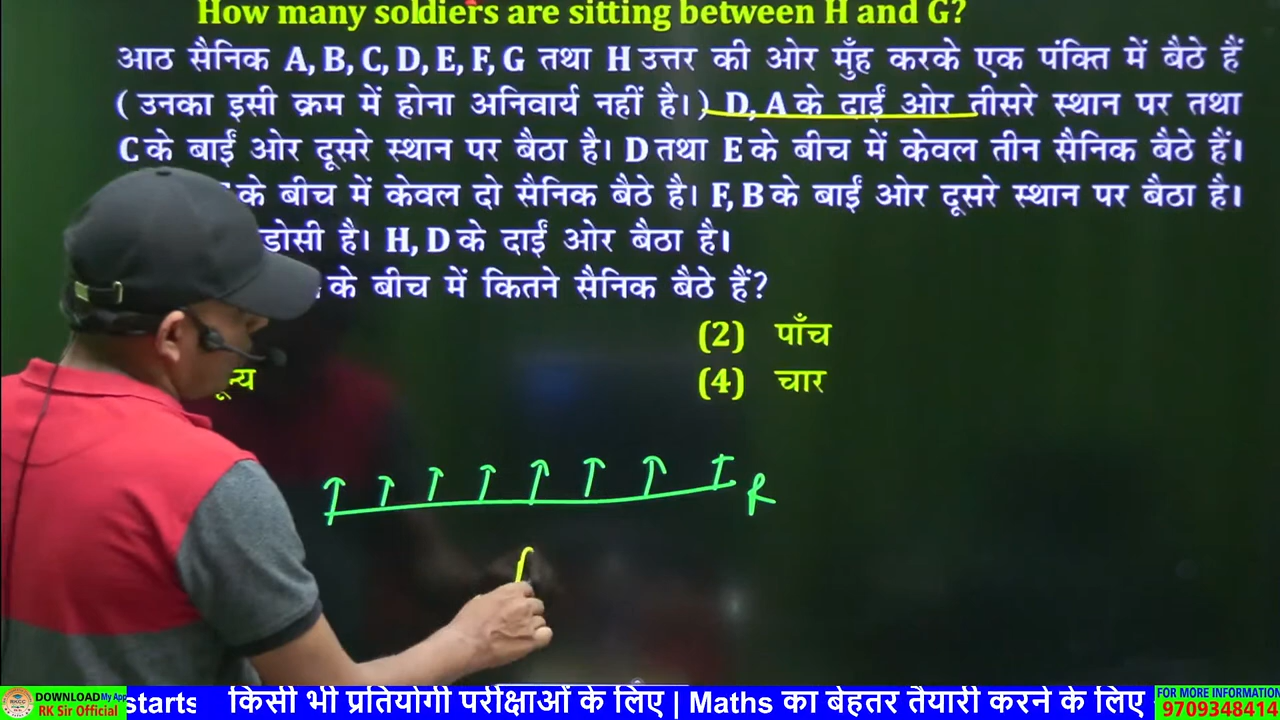 How many soldiers are sitting between H and G?
आठ सैनिक A, B, C, D, E, F, G तथा H उत्तर की ओर मुँह करके एक पंक्ति में बैठे हैं
( उनका इसी क्रम में होना अनिवार्य नहीं है।) D, A के दाईं ओर तीसरे स्थान पर तथा
C के बाईं ओर दूसरे स्थान पर बैठा है। D तथा E के बीच में केवल तीन सैनिक बैठे हैं।
के बीच में केवल दो सैनिक बैठे है। F, B के बाईं ओर दूसरे स्थान पर बैठा है।
है। H, D के दाईं ओर बैठा है।
के बीच में कितने सैनिक बैठे हैं?
(2) पाँच
(4) चार
R
DOWNLOAD My App
RK Sir Official
starts किसी भी प्रतियोगी परीक्षाओं के लिए | Maths का बेहतर तैयारी करने के लिए
FOR MORE INFORMATION
9709348414